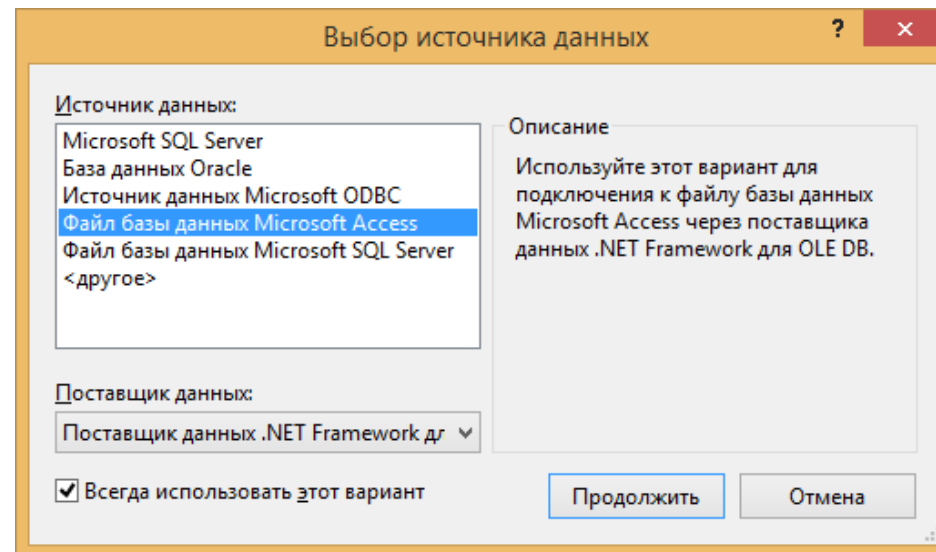 Выбор источника данных
?
Источник данных:
Microsoft SQL Server
База данных Oracle
Источник данных Microsoft ODBC
Файл базы данных Microsoft Access
Файл базы данных Microsoft SQL Server
<другое>
Описание
Используйте этот вариант для
подключения к файлу базы данных
Microsoft Access через поставщика
данных .NET Framework для OLE DB.
Поставщик данных:
Поставщик данных .NET Framework дл
Всегда использовать этот вариант
Продолжить
Отмена